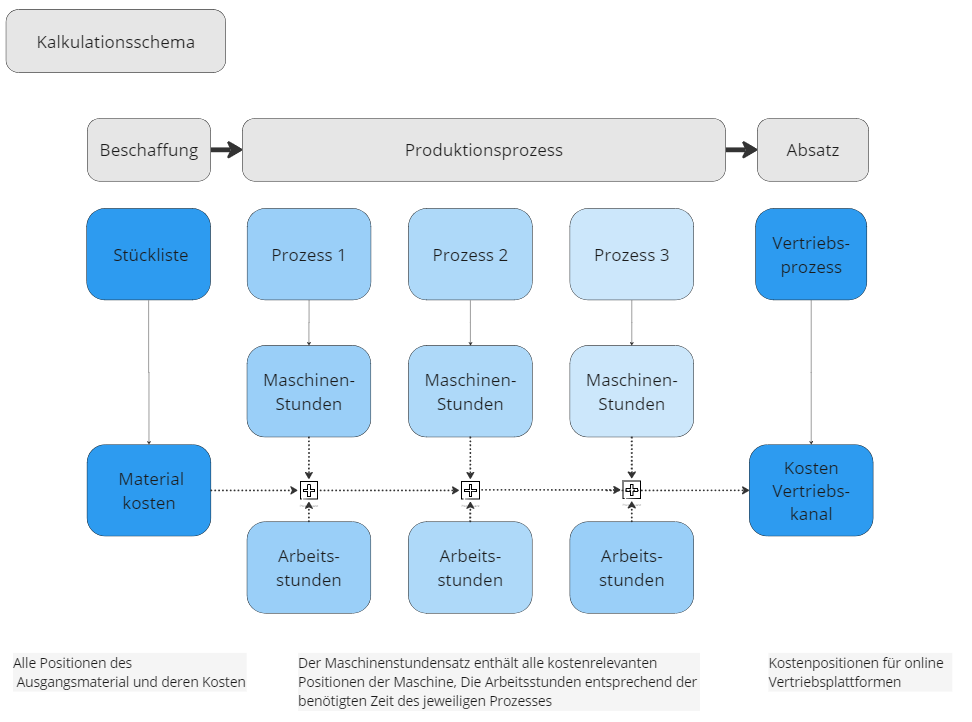 Kalkulationsschema
Beschaffung
Produktionsprozess
Absatz
Stückliste
Prozess 1
Prozess 2
Prozess 3
Vertriebs-
prozess
Maschinen-
Stunden
Maschinen-
Stunden
Maschinen-
Stunden
Material
kosten
Kosten
Vertriebs-
kanal
Arbeits-
stunden
Arbeits-
stunden
Arbeits-
stunden
Alle Positionen des
Ausgangsmaterial und deren Kosten
Der Maschinenstundensatz enthält alle kostenrelevanten
Positionen der Maschine, Die Arbeitsstunden entsprechend der
benötigten Zeit des jeweiligen Prozesses
Kostenpositionen für online
Vertriebsplattformen